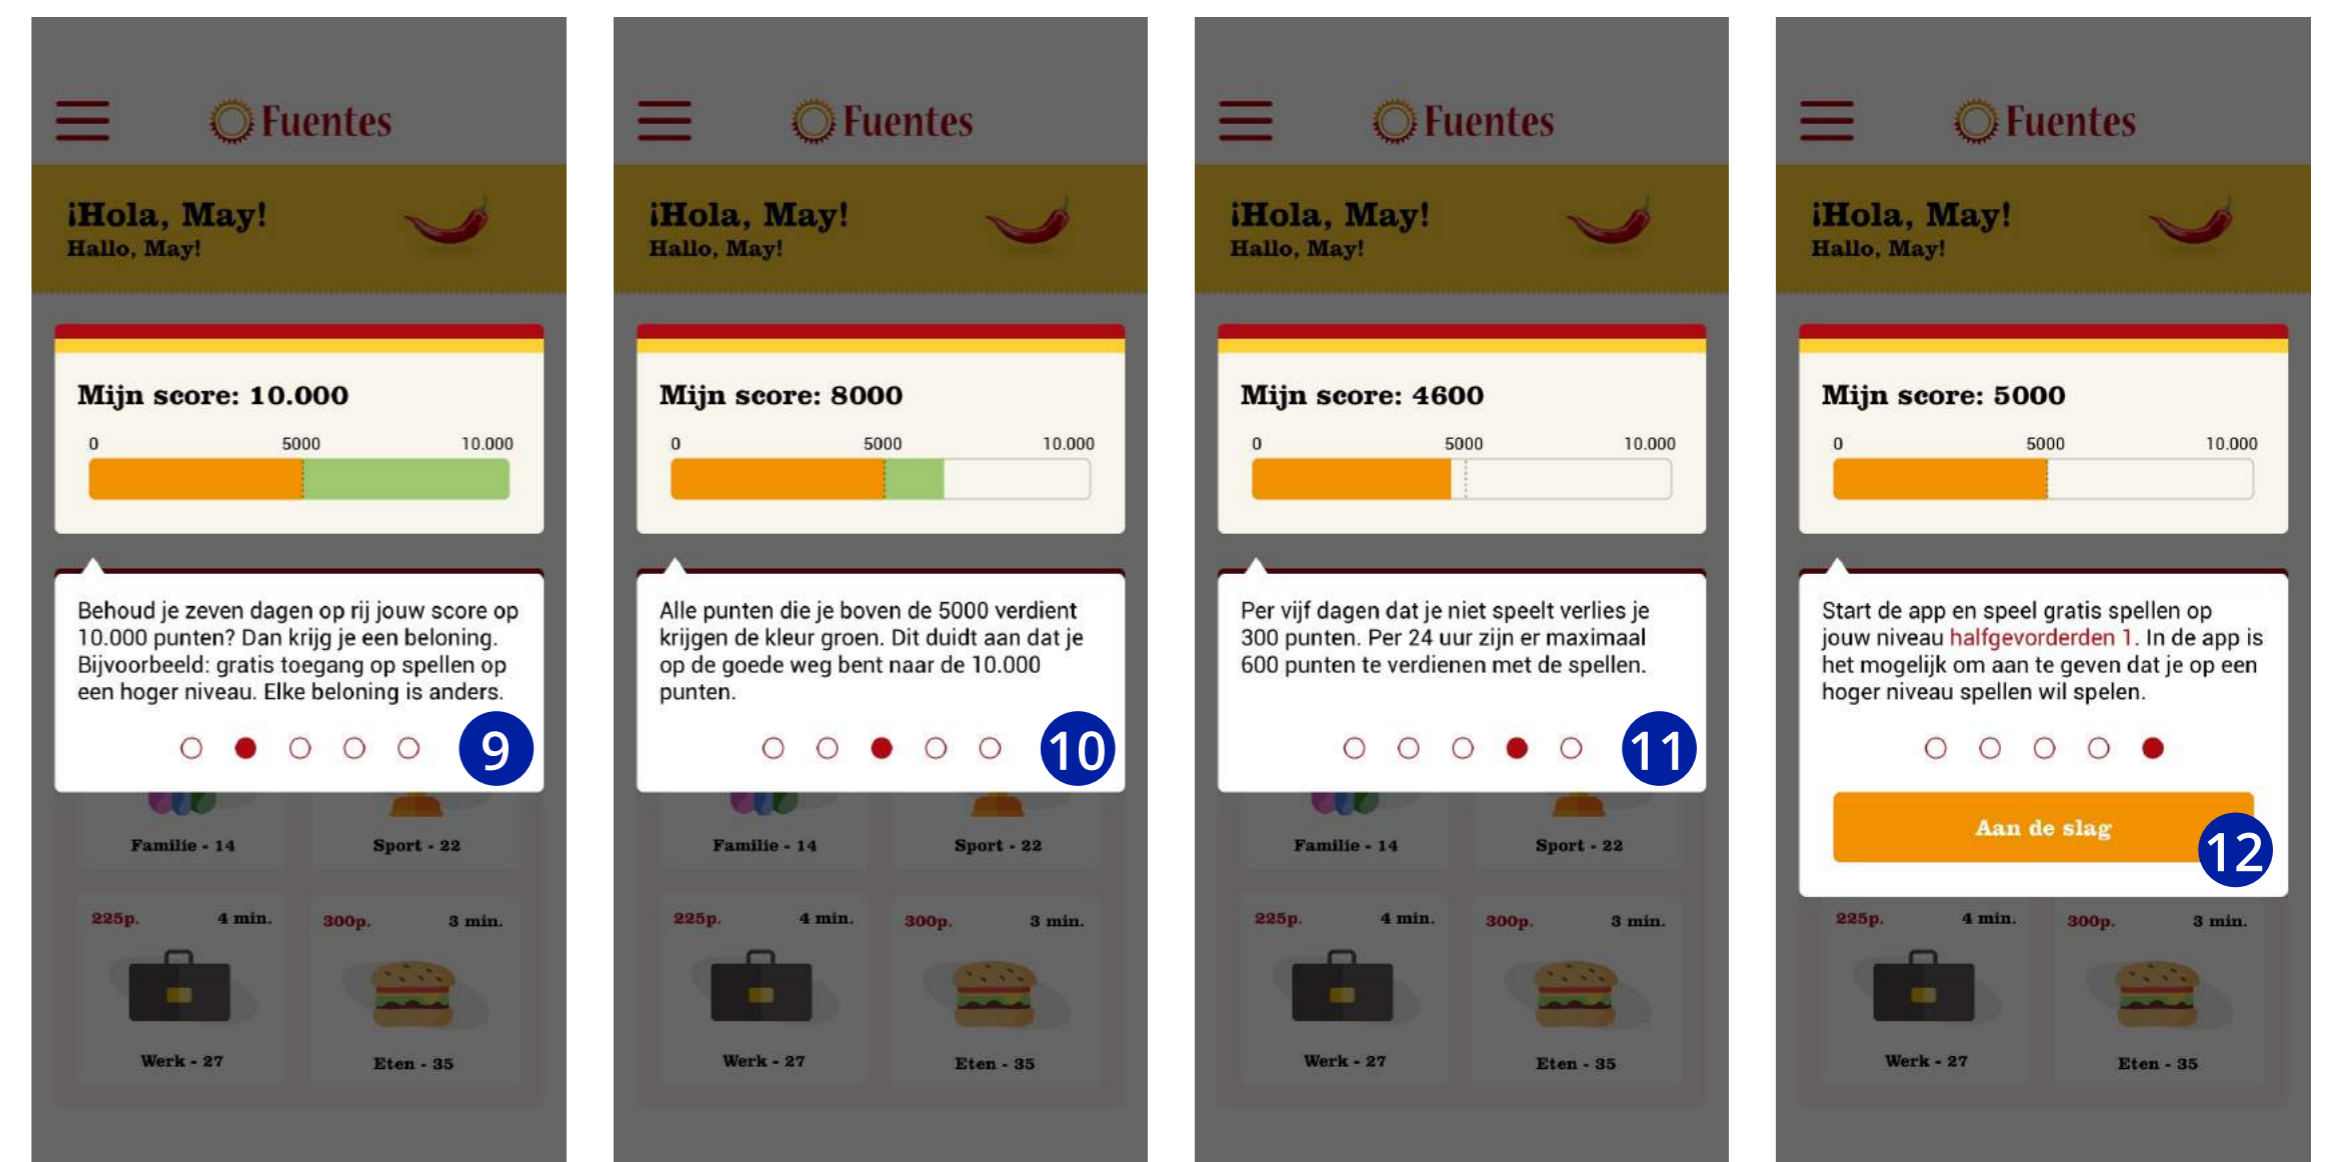 Fuentes
¡Hola, May!
Hallo, May!
Mijn score: 10.000
0 5000 10.000
Behoud je zeven dagen op rij jouw score op
10.000 punten? Dan krijg je een beloning.
Bijvoorbeeld: gratis toegang op spellen op
een hoger niveau. Elke beloning is anders.
9
Familie - 14 Sport - 22
225p. 4 min. 300p. 3 min.
Werk - 27 Eten - 35
Fuentes
¡Hola, May!
Hallo, May!
Mijn score: 8000
0 5000 10.000
Alle punten die je boven de 5000 verdient
krijgen de kleur groen. Dit duidt aan dat je
op de goede weg bent naar de 10.000
punten.
10
Familie - 14 Sport - 22
225p. 4 min. 300p. 3 min.
Werk - 27 Eten - 35
Fuentes
¡Hola, May!
Hallo, May!
Mijn score: 4600
0 5000 10.000
Per vijf dagen dat je niet speelt verlies je
300 punten. Per 24 uur zijn er maximaal
600 punten te verdienen met de spellen.
11
Familie - 14 Sport - 22
225p. 4 min. 300p. 3 min.
Werk - 27 Eten - 35
Fuentes
¡Hola, May!
Hallo, May!
Mijn score: 5000
0 5000 10.000
Start de app en speel gratis spellen op
jouw niveau halfgevorderden 1. In de app is
het mogelijk om aan te geven dat je op een
hoger niveau spellen wil spelen.
Aan de slag
12
225p. 4 min. 300p. 3 min.
Werk - 27 Eten - 35